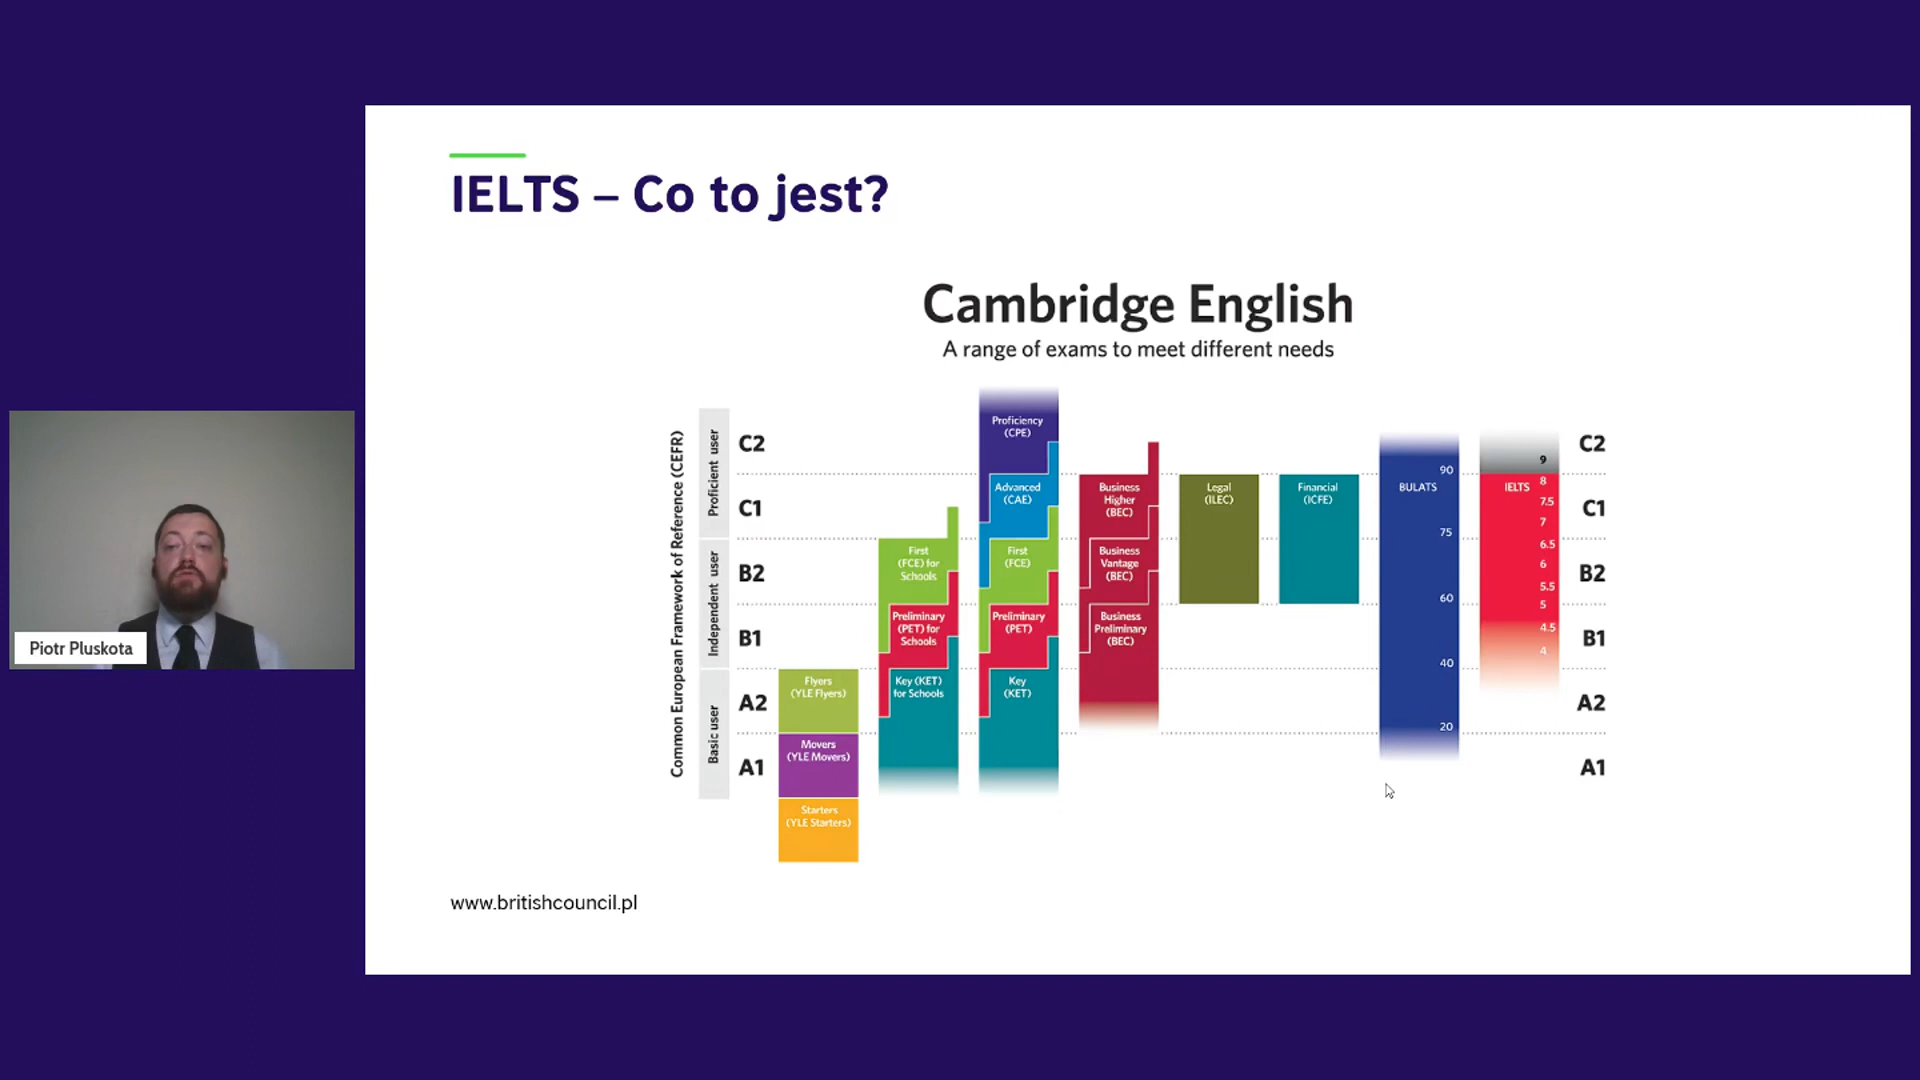 IELTS – Co to jest?
Cambridge English
A range of exams to meet different needs
Common European Framework of Reference (CEFR)
Proficient user
Independent user
Basic user
C2
C1
B2
B1
A2
A1
Flyers
(YLE Flyers)
Movers
(YLE Movers)
Starters
(YLE Starters)
First
(FCE) for
Schools
Preliminary
(PET) for
Schools
Key (KET)
for Schools
Proficiency
(CPE)
Advanced
(CAE)
First
(FCE)
Preliminary
(PET)
Key
(KET)
Business
Higher
(BEC)
Business
Vantage
(BEC)
Business
Preliminary
(BEC)
Legal
(ILEC)
Financial
(ICFE)
BULATS
90
75
60
40
20
IELTS
9
8
7.5
7
6.5
6
5.5
5
4.5
4
C2
C1
B2
B1
A2
A1
Piotr Pluskota
www.britishcouncil.pl